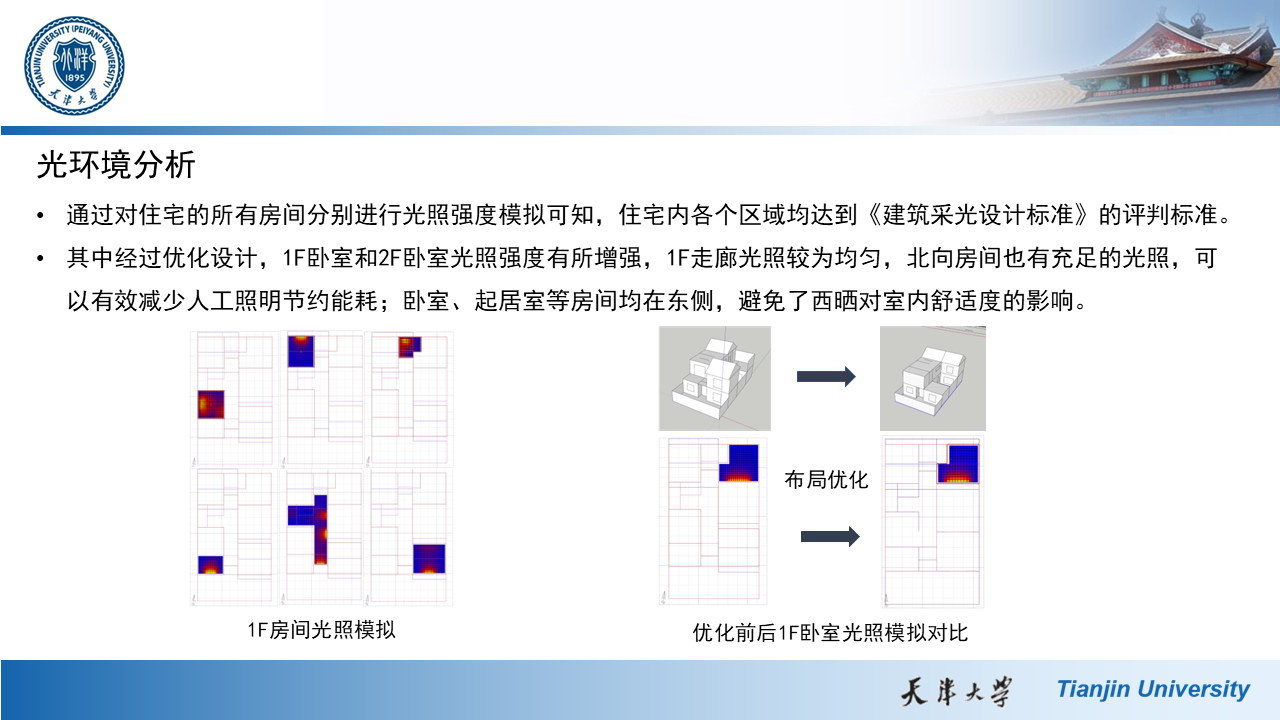 TIANJIN UNIVERSITY (PEIYANG UNIVERSITY)
北洋
1895
天津大学
光环境分析
• 通过对住宅的所有房间分别进行光照强度模拟可知，住宅内各个区域均达到《建筑采光设计标准》的评判标准。
• 其中经过优化设计，1F卧室和2F卧室光照强度有所增强，1F走廊光照较为均匀，北向房间也有充足的光照，可
以有效减少人工照明节约能耗；卧室、起居室等房间均在东侧，避免了西晒对室内舒适度的影响。
布局优化
1F房间光照模拟
优化前后1F卧室光照模拟对比
天津大学
Tianjin University